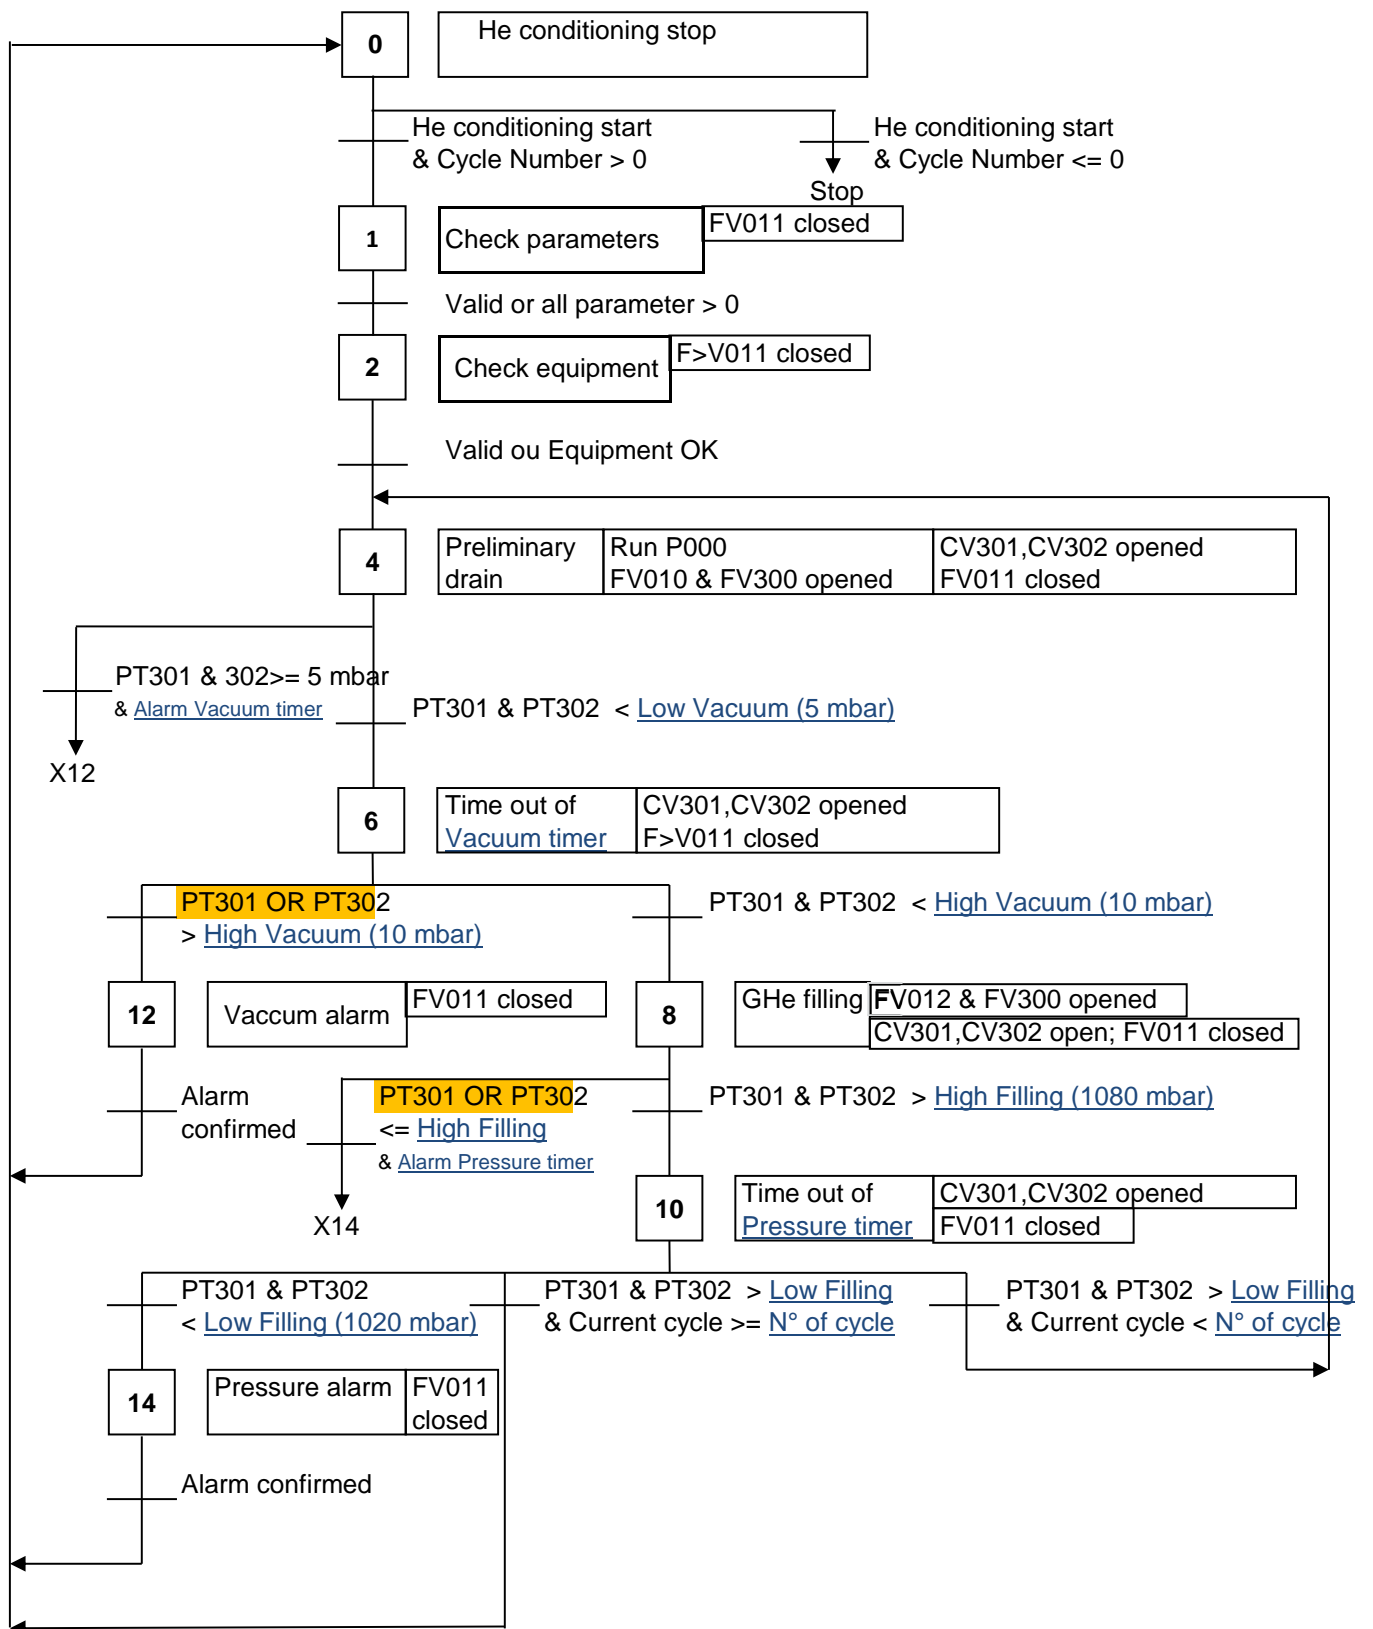 0
He conditioning stop
He conditioning start
& Cycle Number > 0
He conditioning start
& Cycle Number <= 0
Stop
1
Check parameters
FV011 closed
Valid or all parameter > 0
2
Check equipment
F>V011 closed
Valid ou Equipment OK
4
Preliminary
drain
Run P000
FV010 & FV300 opened
CV301,CV302 opened
FV011 closed
PT301 & 302>= 5 mbar
& Alarm Vacuum timer
X12
PT301 & PT302 < Low Vacuum (5 mbar)
6
Time out of
Vacuum timer
CV301,CV302 opened
F>V011 closed
PT301 OR PT302
> High Vacuum (10 mbar)
PT301 & PT302 < High Vacuum (10 mbar)
12
Vaccum alarm
FV011 closed
8
GHe filling
FV012 & FV300 opened
CV301,CV302 open; FV011 closed
Alarm
confirmed
PT301 OR PT302
<= High Filling
& Alarm Pressure timer
X14
PT301 & PT302 > High Filling (1080 mbar)
10
Time out of
Pressure timer
CV301,CV302 opened
FV011 closed
PT301 & PT302
< Low Filling (1020 mbar)
PT301 & PT302 > Low Filling
& Current cycle >= N° of cycle
PT301 & PT302 > Low Filling
& Current cycle < N° of cycle
14
Pressure alarm
FV011
closed
Alarm confirmed